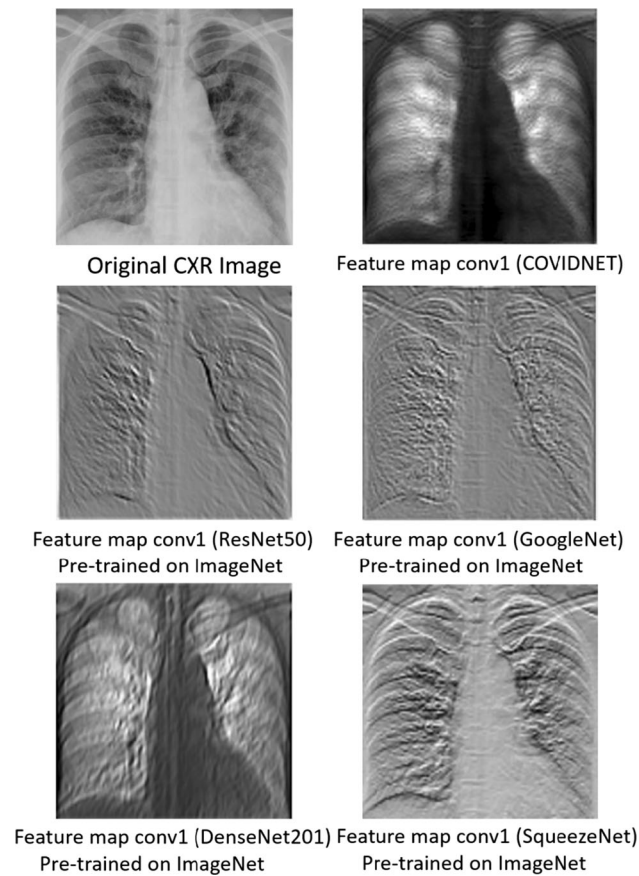 Original CXR Image
Feature map conv1 (COVIDNET)
Feature map conv1 (ResNet50)
Pre-trained on ImageNet
Feature map conv1 (GoogleNet)
Pre-trained on ImageNet
Feature map conv1 (DenseNet201)
Pre-trained on ImageNet
Feature map conv1 (SqueezeNet)
Pre-trained on ImageNet